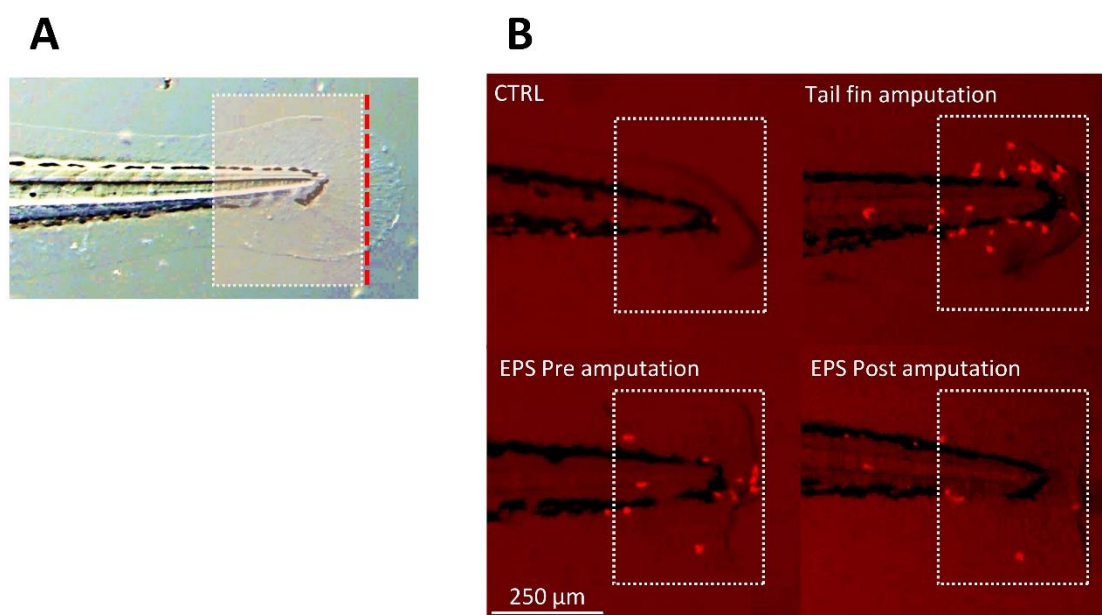 A
B
CTRL
Tail fin amputation
EPS Pre amputation
EPS Post amputation
250 µm